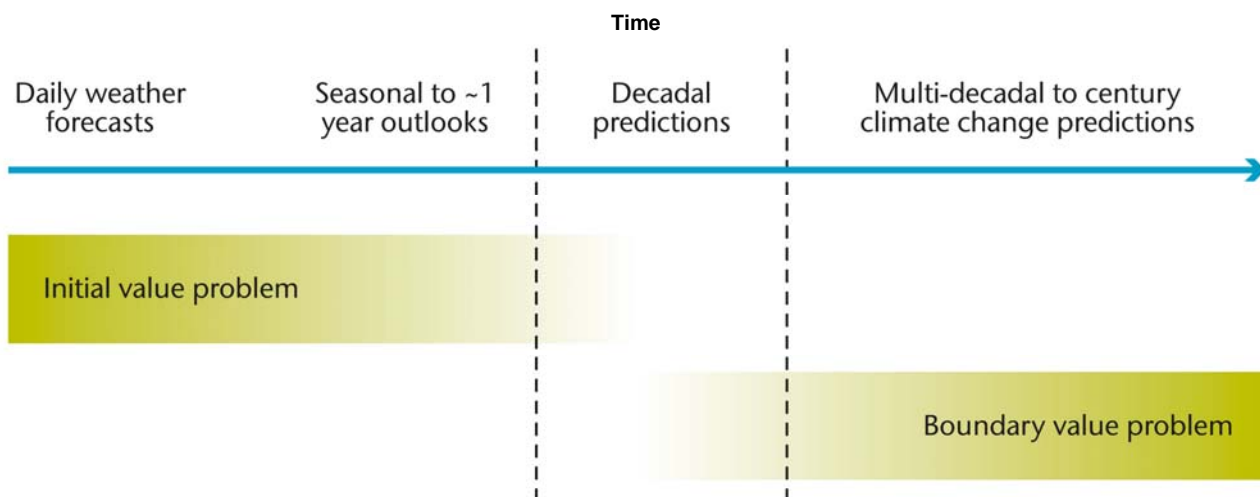 Time
Daily weather
forecasts
Seasonal to ~1
year outlooks
Decadal
predictions
Multi-decadal to century
climate change predictions
Initial value problem
Boundary value problem